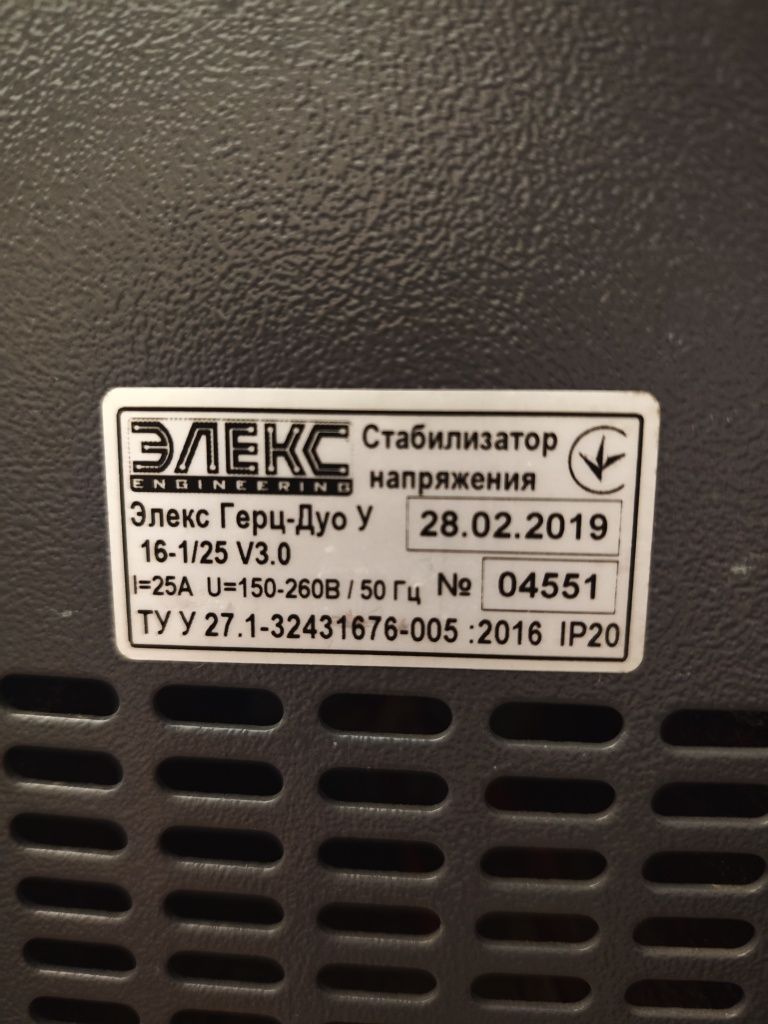 ЭЛЕКС
ENGINEERING
Стабилизатор
напряжения
Элекс Герц-Дуо У
16-1/25 V3.0
28.02.2019
I=25А U=150-260В / 50 Гц № 04551
ТУ У 27.1-32431676-005 :2016 IP20